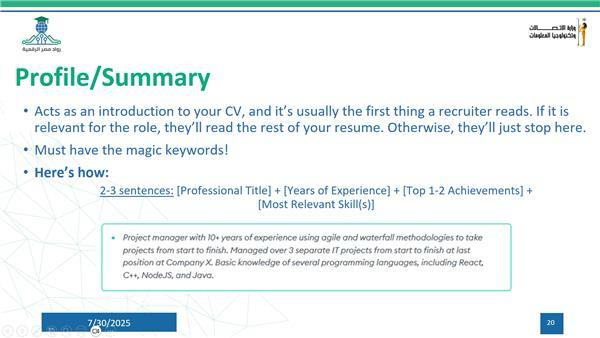 رواد مصر الرقمية
وزارة الاتصالات
وتكنولوجيا المعلومات
Profile/Summary
• Acts as an introduction to your CV, and it's usually the first thing a recruiter reads. If it is
relevant for the role, they'll read the rest of your resume. Otherwise, they'll just stop here.
• Must have the magic keywords!
• Here's how:
2-3 sentences: [Professional Title] + [Years of Experience] + [Top 1-2 Achievements] +
[Most Relevant Skill(s)]
• Project manager with 10+ years of experience using agile and waterfall methodologies to take
projects from start to finish. Managed over 3 separate IT projects from start to finish at last
position at Company X. Basic knowledge of several programming languages, including React,
C++, NodeJS, and Java.
7/30/2025
20